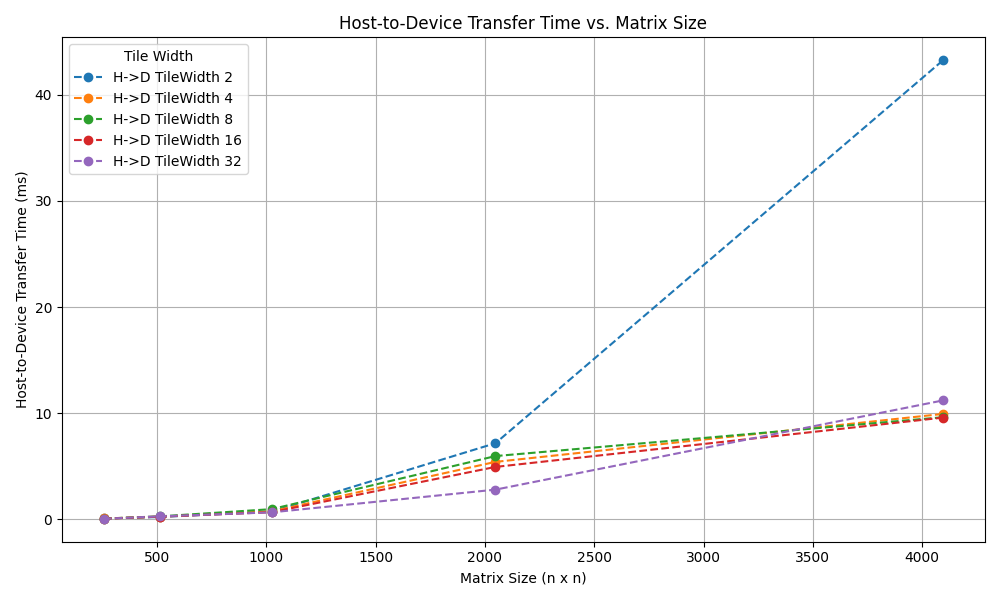 Host-to-Device Transfer Time vs. Matrix Size
Tile Width
H->D TileWidth 2
H->D TileWidth 4
H->D TileWidth 8
H->D TileWidth 16
H->D TileWidth 32
Host-to-Device Transfer Time (ms)
40
30
20
10
0
500 1000 1500 2000 2500 3000 3500 4000
Matrix Size (n x n)